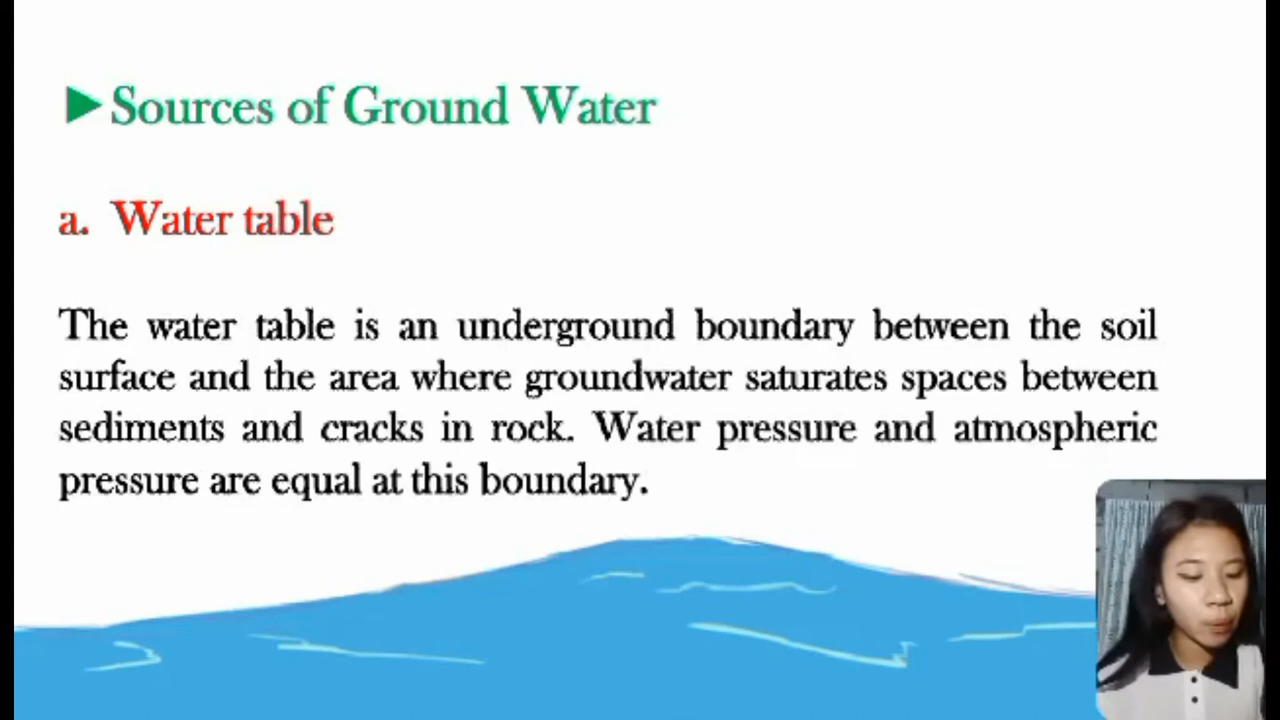 ►Sources of Ground Water
a. Water table
The water table is an underground boundary between the soil
surface and the area where groundwater saturates spaces between
sediments and cracks in rock. Water pressure and atmospheric
pressure are equal at this boundary.